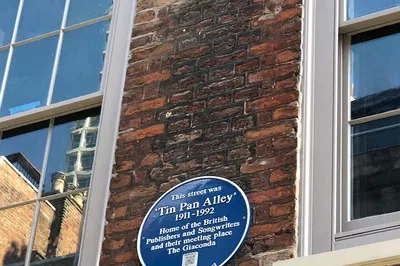 This street was
'Tin Pan Alley'
1911-1992
Home of the British
Publishers and Songwriters
and their meeting place
The Giaconda